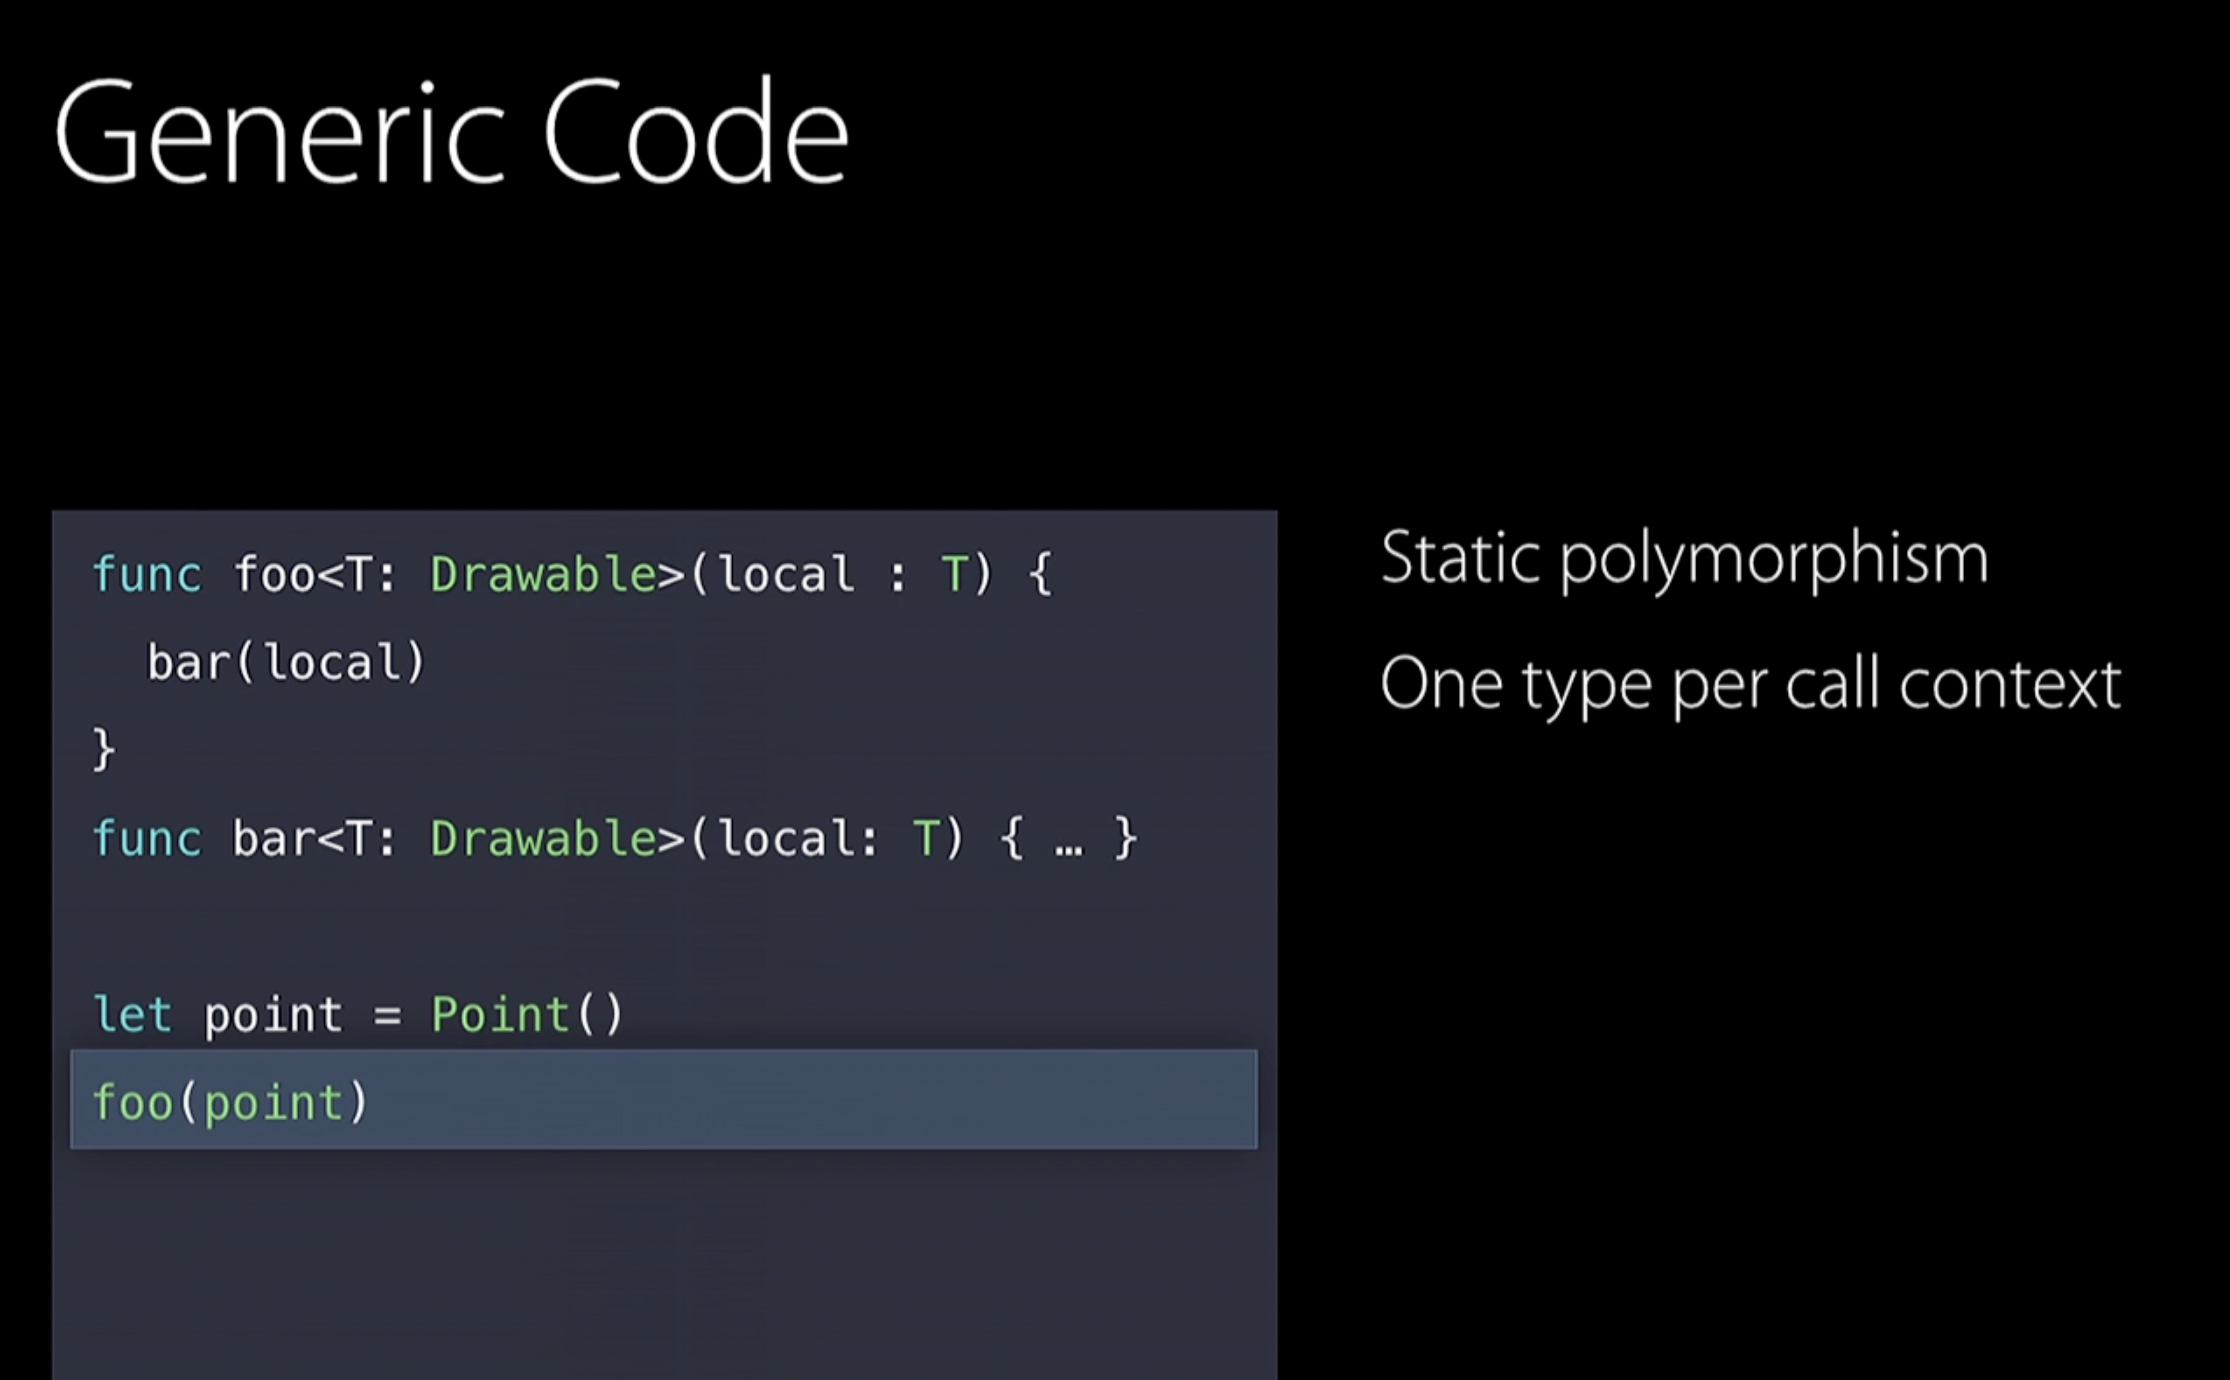 Generic Code
func foo<T: Drawable>(local : T) {
  bar(local)
}
func bar<T: Drawable>(local: T) { … }
let point = Point()
foo(point)
Static polymorphism
One type per call context